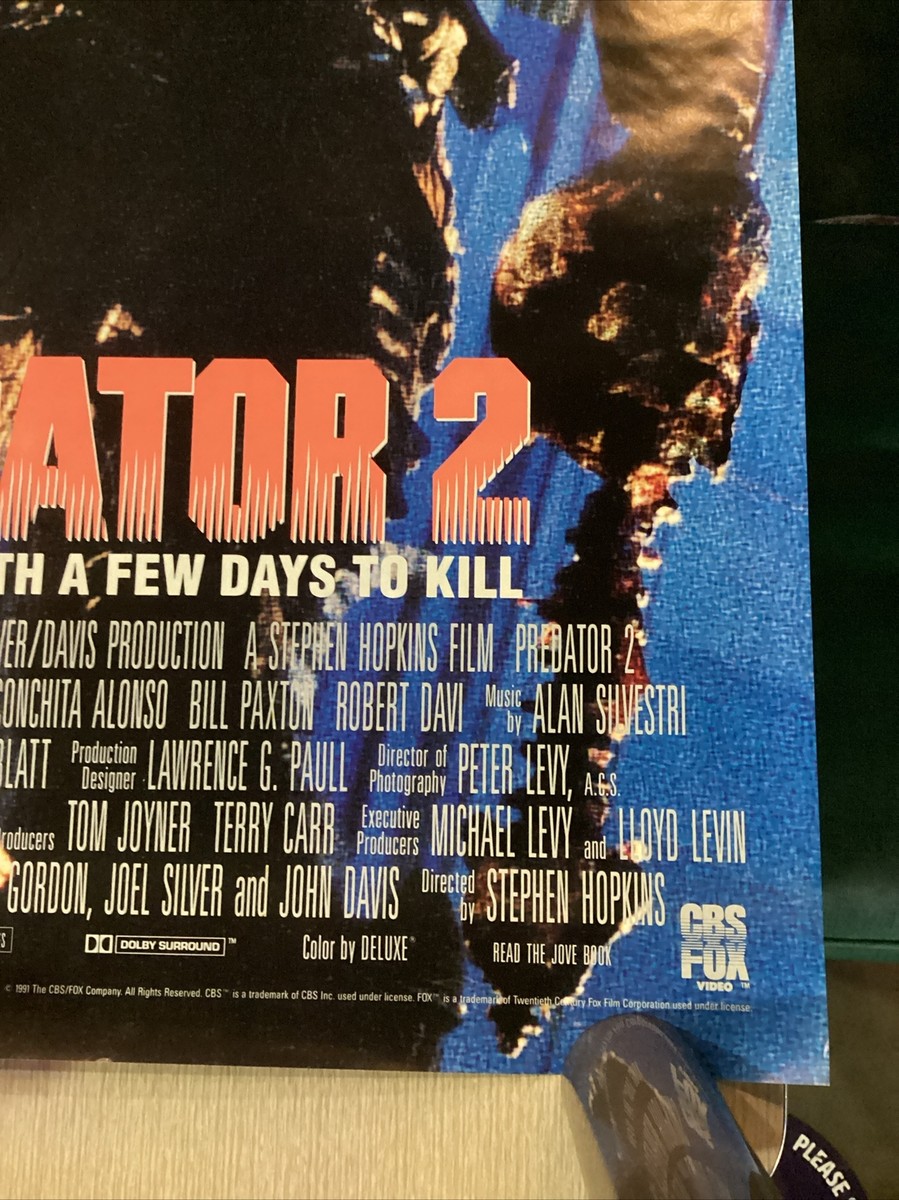 ATOR 2
TH A FEW DAYS TO KILL
VER/DAVIS PRODUCTION A STEPHEN HOPKINS FILM PREDATOR 2
CONCHITA ALONSO BILL PAXTON ROBERT DAVI Music by ALAN SILVESTRI
BLATT Production Designer LAWRENCE G. PAULL Director of Photography PETER LEVY, A.C.S.
roducers TOM JOYNER TERRY CARR Executive Producers MICHAEL LEVY and LLOYD LEVIN
GORDON, JOEL SILVER and JOHN DAVIS Directed by STEPHEN HOPKINS
DOLBY SURROUND™ Color by DELUXE® READ THE JOVE BOOK
CBS
FOX
VIDEO ™
© 1991 The CBS/FOX Company. All Rights Reserved. CBS™ is a trademark of CBS Inc. used under license. FOX™ is a trademark of Twentieth Century Fox Film Corporation used under license.
PLEASE